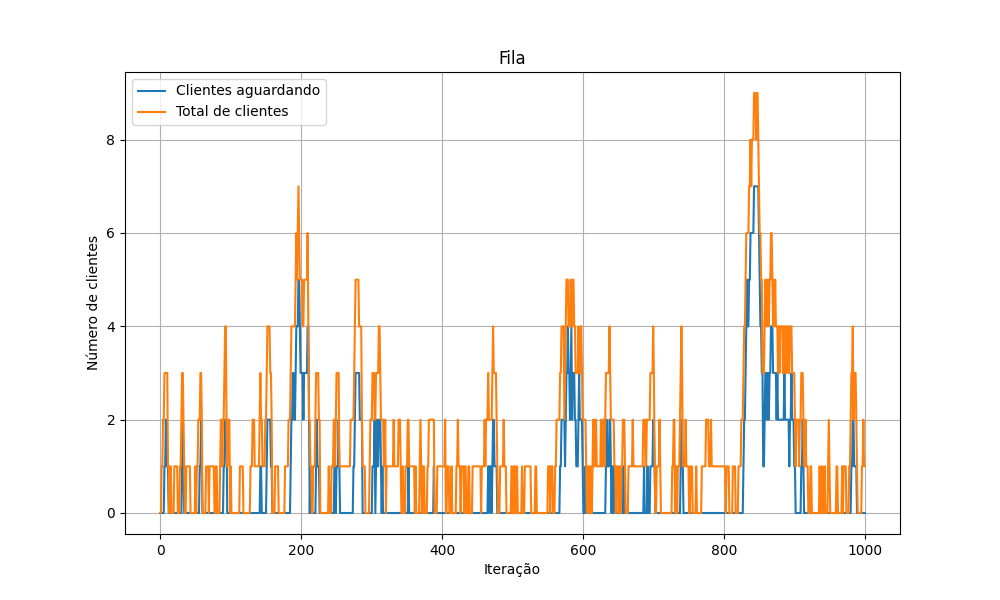 Fila
Clientes aguardando
Total de clientes
Número de clientes
8
6
4
2
0
0 200 400 600 800 1000
Iteração